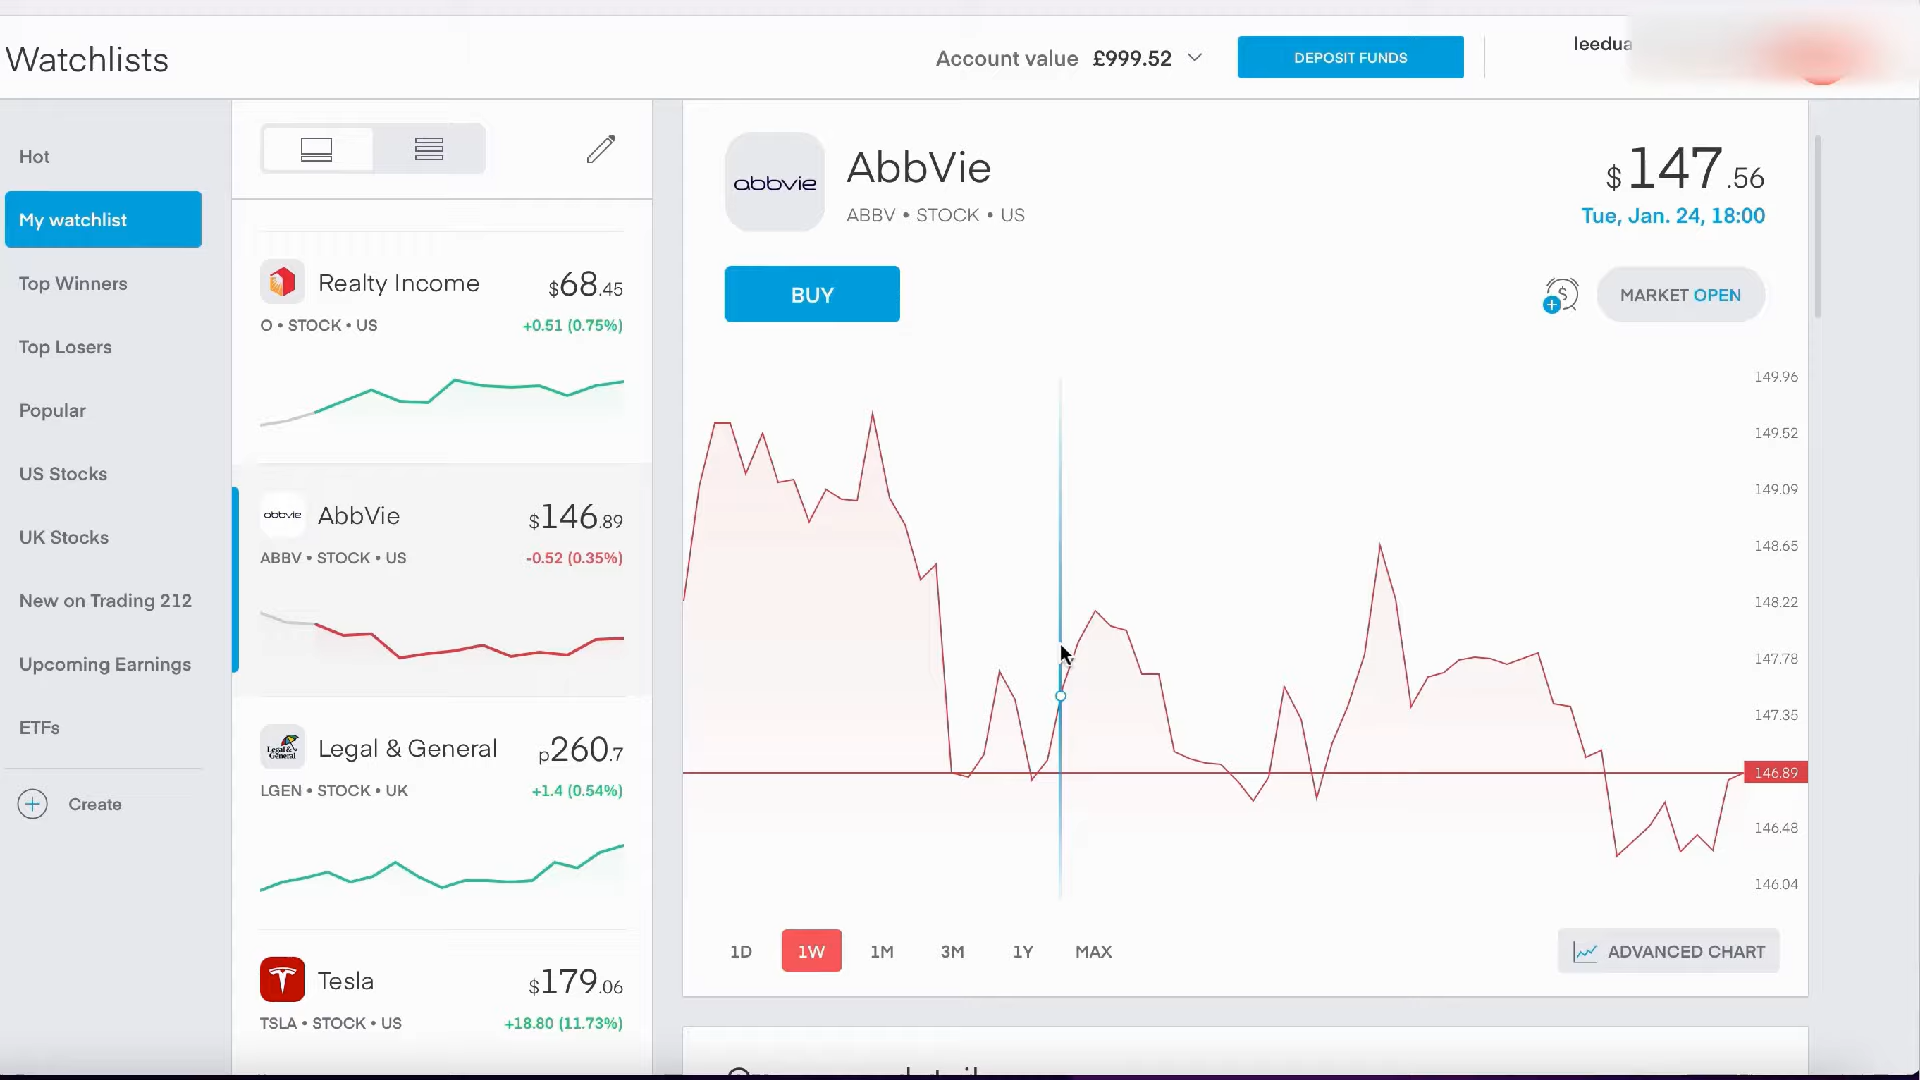 Watchlists
Account value £999.52
DEPOSIT FUNDS
Hot
My watchlist
Top Winners
Top Losers
Popular
US Stocks
UK Stocks
New on Trading 212
Upcoming Earnings
ETFs
Create
Realty Income $68.45
O • STOCK • US +0.51 (0.75%)
abbvie AbbVie $146.89
ABBV • STOCK • US -0.52 (0.35%)
Legal & General Legal & General p260.7
LGEN • STOCK • UK +1.4 (0.54%)
Tesla $179.06
TSLA • STOCK • US +18.80 (11.73%)
abbvie
AbbVie
ABBV • STOCK • US
$147.56
Tue, Jan. 24, 18:00
BUY
$
MARKET OPEN
149.96
149.52
149.09
148.65
148.22
147.78
147.35
146.89
146.48
146.04
1D 1W 1M 3M 1Y MAX
ADVANCED CHART